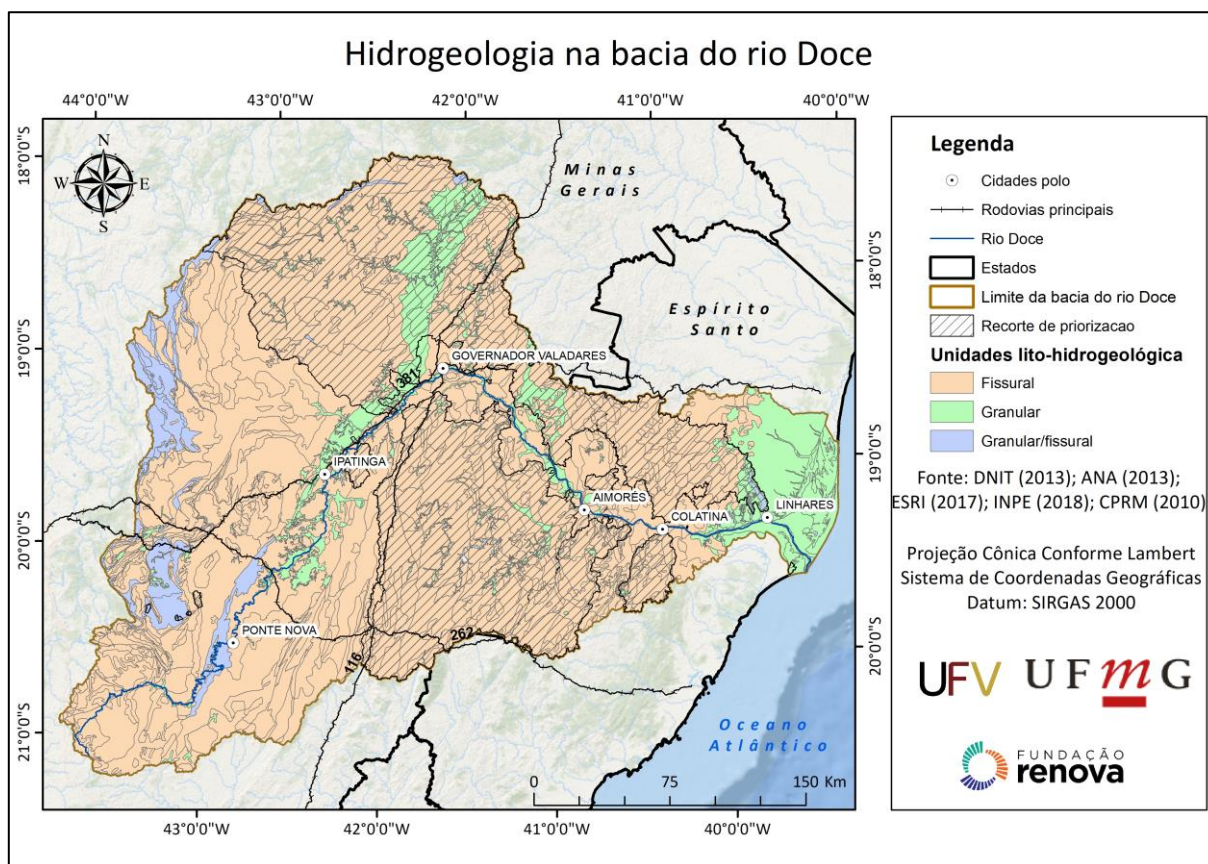 Hidrogeologia na bacia do rio Doce
44°0'0"W
43°0'0"W
42°0'0"W
41°0'0"W
40°0'0"W
18°0'0"S
19°0'0"S
20°0'0"S
21°0'0"S
18°0'0"S
19°0'0"S
20°0'0"S
43°0'0"W
42°0'0"W
41°0'0"W
40°0'0"W
N
W
E
S
Minas
Gerais
Espírito
Santo
GOVERNADOR VALADARES
381
IPATINGA
AIMORÉS
COLATINA
LINHARES
PONTE NOVA
262
116
Oceano
Atlântico
0
75
150 Km
Legenda
Cidades polo
Rodovias principais
Rio Doce
Estados
Limite da bacia do rio Doce
Recorte de priorizacao
Unidades lito-hidrogeológica
Fissural
Granular
Granular/fissural
Fonte: DNIT (2013); ANA (2013);
ESRI (2017); INPE (2018); CPRM (2010)
Projeção Cônica Conforme Lambert
Sistema de Coordenadas Geográficas
Datum: SIRGAS 2000
UFV
UFmG
FUNDAÇÃO
renova